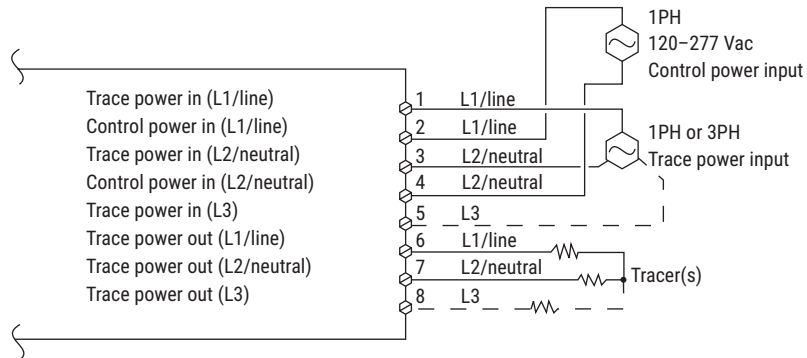 1PH
120–277 Vac
Control power input
Trace power in (L1/line)
1
L1/line
Control power in (L1/line)
2
L1/line
1PH or 3PH
Trace power input
Trace power in (L2/neutral)
3
L2/neutral
Control power in (L2/neutral)
4
L2/neutral
Trace power in (L3)
5
L3
Trace power out (L1/line)
6
L1/line
Trace power out (L2/neutral)
7
L2/neutral
Tracer(s)
Trace power out (L3)
8
L3